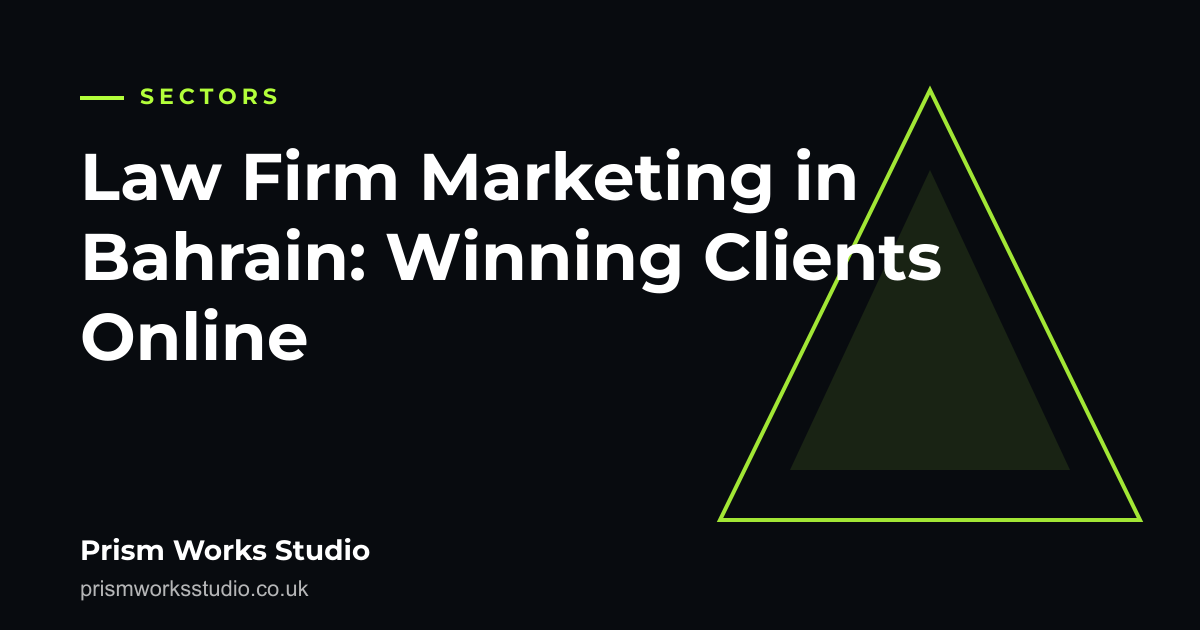 SECTORS
Law Firm Marketing in
Bahrain: Winning Clients
Online
Prism Works Studio
prismworksstudio.co.uk